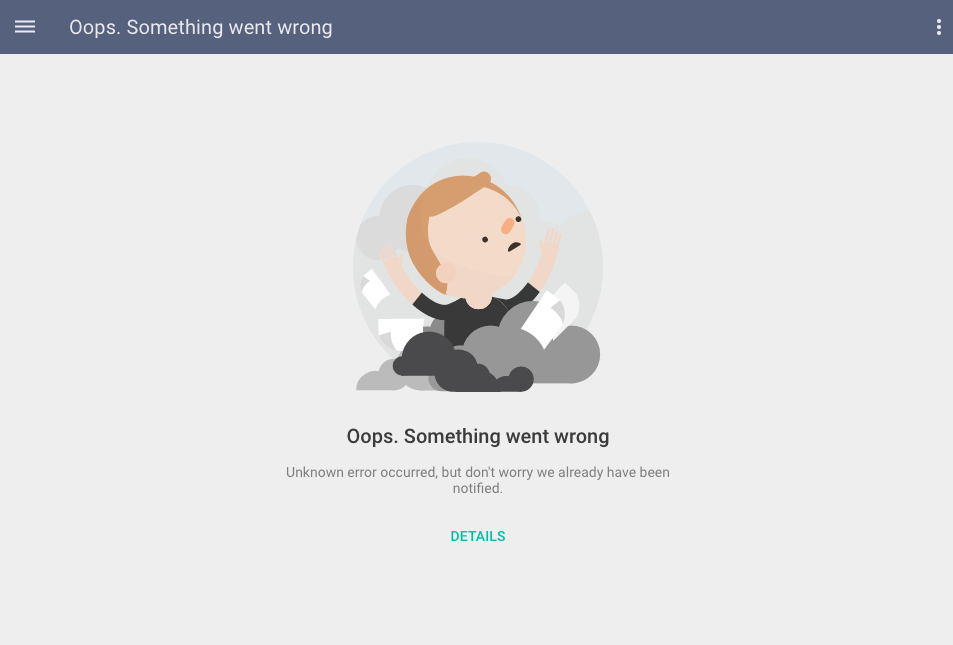 Oops. Something went wrong
Oops. Something went wrong
Unknown error occurred, but don't worry we already have been
notified.
DETAILS